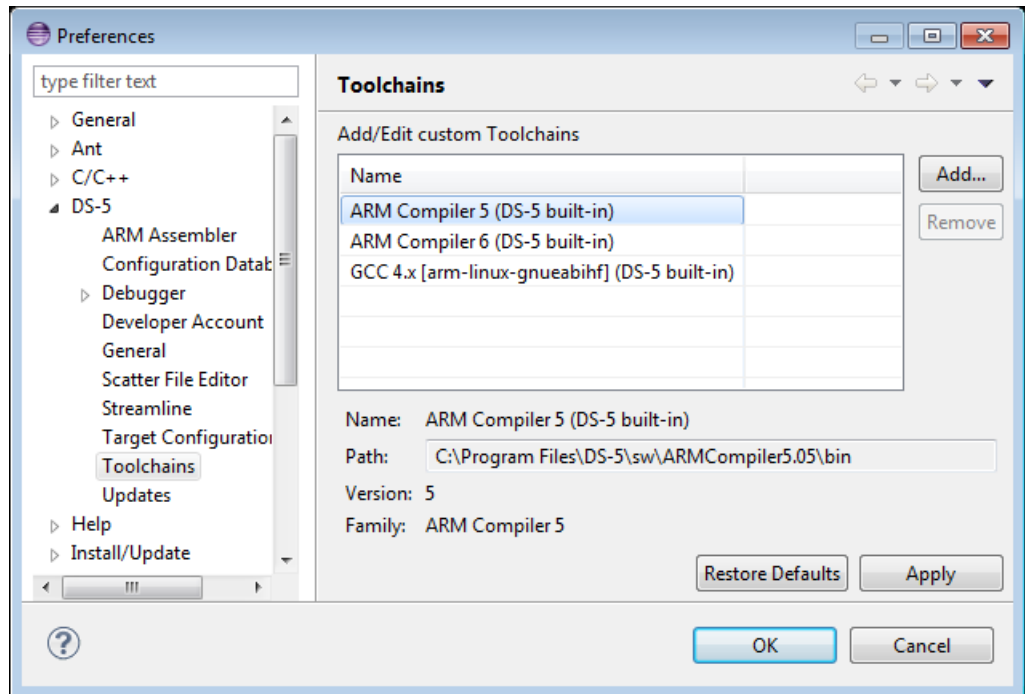 Preferences
type filter text
General
Ant
C/C++
DS-5
ARM Assembler
Configuration Datab
Debugger
Developer Account
General
Scatter File Editor
Streamline
Target Configuration
Toolchains
Updates
Help
Install/Update
Toolchains
Add/Edit custom Toolchains
Name
ARM Compiler 5 (DS-5 built-in)
ARM Compiler 6 (DS-5 built-in)
GCC 4.x [arm-linux-gnueabihf] (DS-5 built-in)
Add...
Remove
Name: ARM Compiler 5 (DS-5 built-in)
Path: C:\Program Files\DS-5\sw\ARMCompiler5.05\bin
Version: 5
Family: ARM Compiler 5
Restore Defaults Apply
? OK Cancel